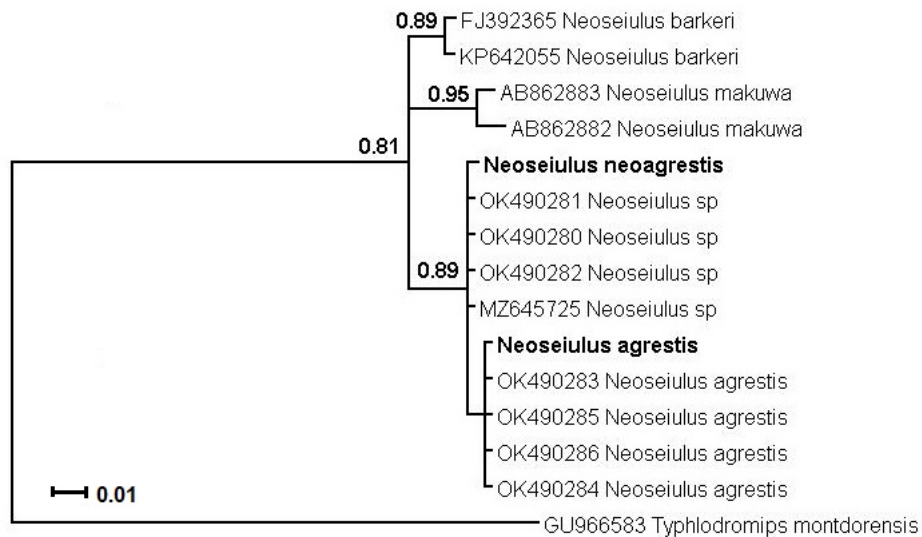 0.89
FJ392365 Neoseiulus barkeri
KP642055 Neoseiulus barkeri
0.95
AB862883 Neoseiulus makuwa
AB862882 Neoseiulus makuwa
0.81
Neoseiulus neoagrestis
OK490281 Neoseiulus sp
OK490280 Neoseiulus sp
0.89
OK490282 Neoseiulus sp
MZ645725 Neoseiulus sp
Neoseiulus agrestis
OK490283 Neoseiulus agrestis
OK490285 Neoseiulus agrestis
OK490286 Neoseiulus agrestis
OK490284 Neoseiulus agrestis
0.01
GU966583 Typhlodromips montdorensis